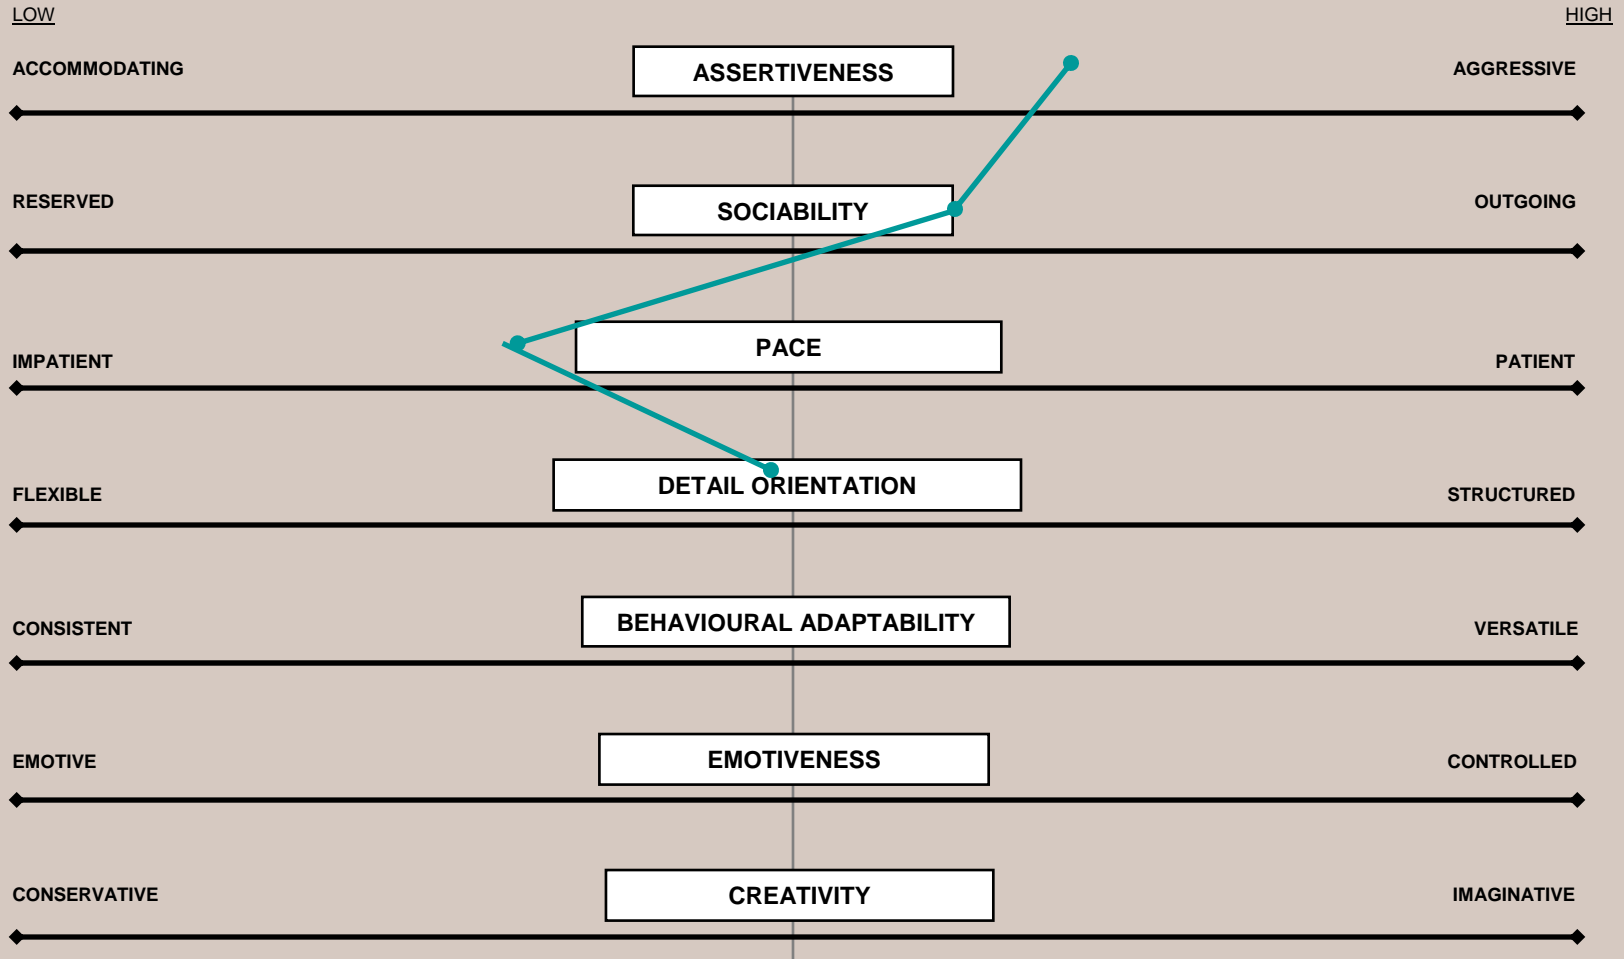 LOW HIGH
ACCOMMODATING ASSERTIVENESS AGGRESSIVE
RESERVED SOCIABILITY OUTGOING
IMPATIENT PACE PATIENT
FLEXIBLE DETAIL ORIENTATION STRUCTURED
CONSISTENT BEHAVIOURAL ADAPTABILITY VERSATILE
EMOTIVE EMOTIVENESS CONTROLLED
CONSERVATIVE CREATIVITY IMAGINATIVE